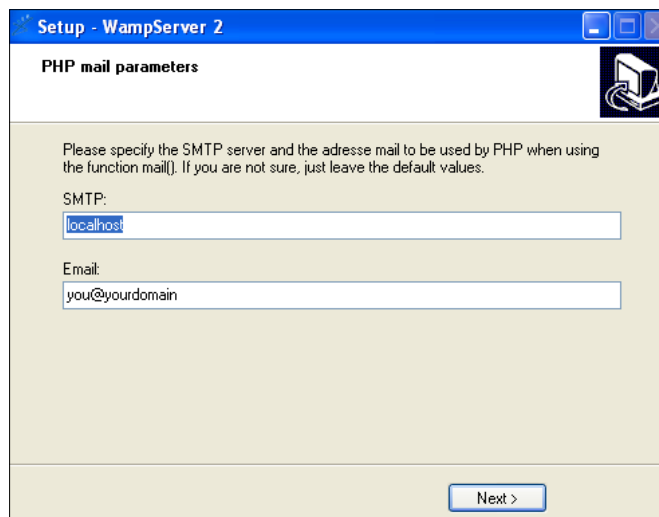 Setup - WampServer 2
PHP mail parameters
Please specify the SMTP server and the adresse mail to be used by PHP when using
the function mail(). If you are not sure, just leave the default values.
SMTP:
localhost
Email:
you@yourdomain
Next >